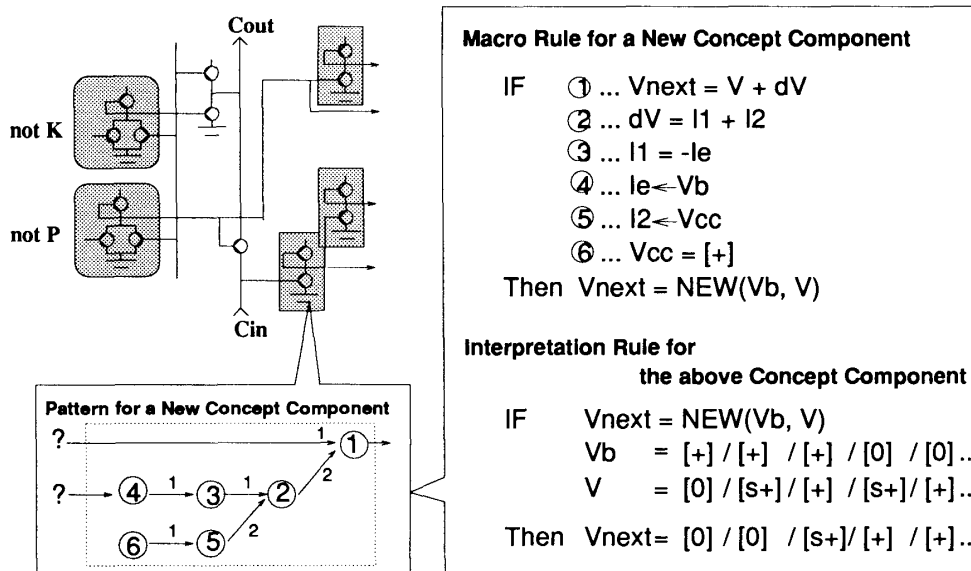 Cout
not K
not P
Cin
Pattern for a New Concept Component
? 1 1
? 4 1 3 1 2 2
6 1 5 2
Macro Rule for a New Concept Component
IF 1 ... Vnext = V + dV
2 ... dV = I1 + I2
3 ... I1 = -Ie
4 ... Ie←Vb
5 ... I2←Vcc
6 ... Vcc = [+]
Then Vnext = NEW(Vb, V)
Interpretation Rule for
the above Concept Component
IF Vnext = NEW(Vb, V)
Vb = [+] / [+] / [+] / [0] / [0] ..
V = [0] / [s+] / [+] / [s+] / [+] ..
Then Vnext= [0] / [0] / [s+] / [+] / [+] ..